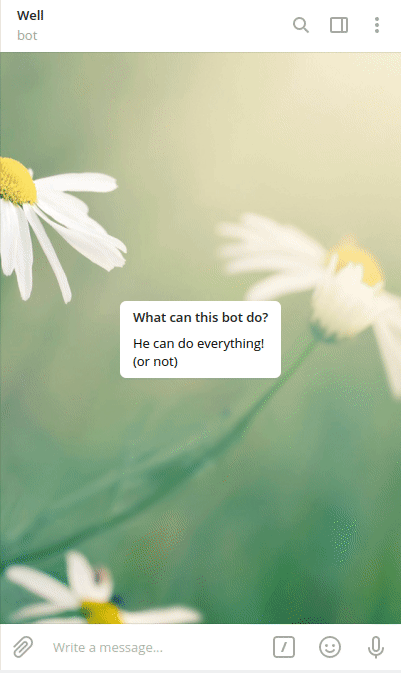 Well
bot
What can this bot do?
He can do everything!
(or not)
Write a message...